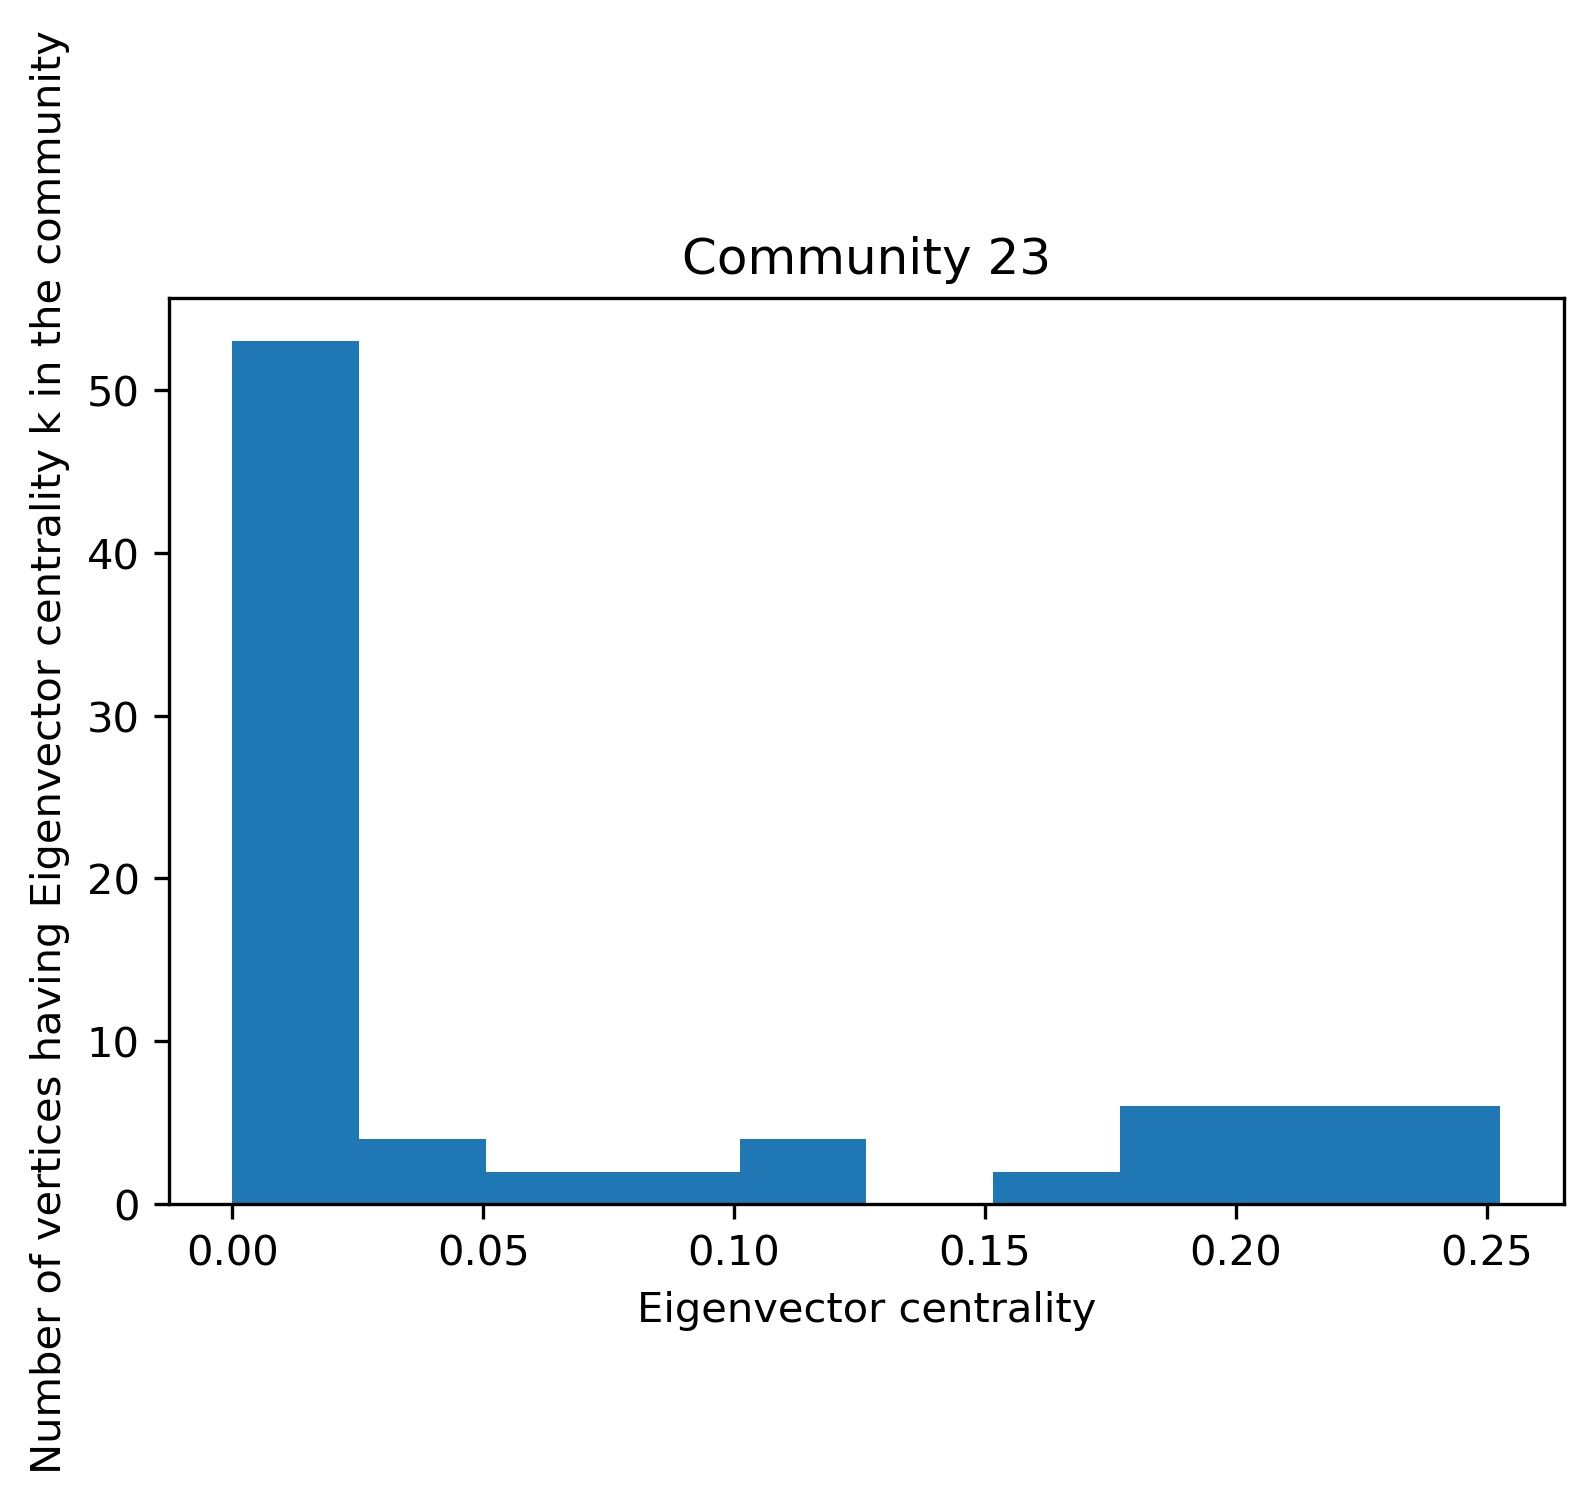 Community 23
Number of vertices having Eigenvector centrality k in the community
50
40
30
20
10
0
0.00 0.05 0.10 0.15 0.20 0.25
Eigenvector centrality